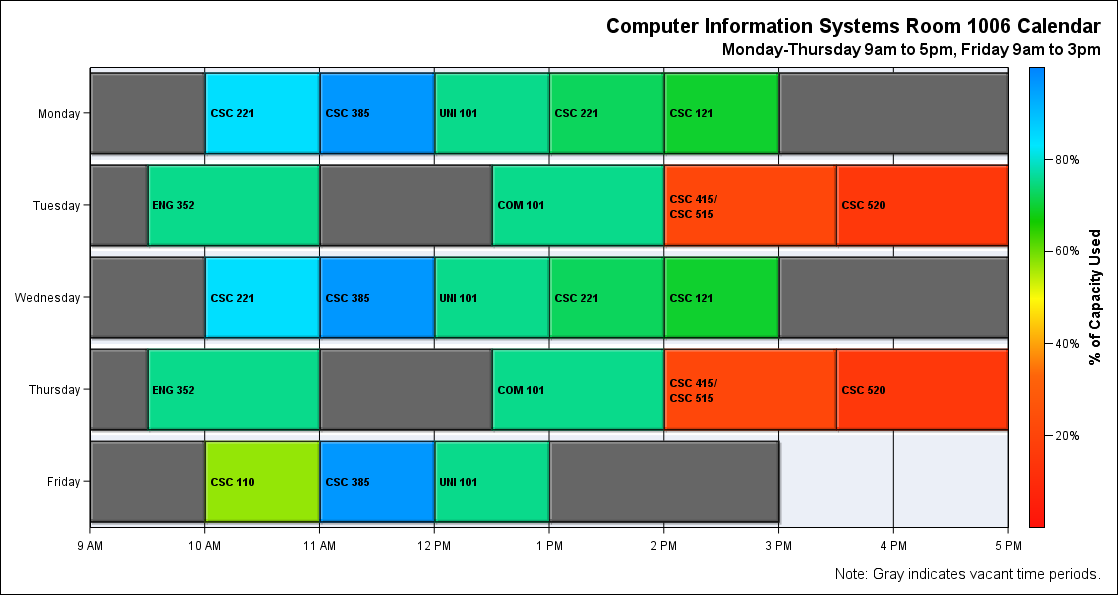 Computer Information Systems Room 1006 Calendar
Monday-Thursday 9am to 5pm, Friday 9am to 3pm
Monday
CSC 221
CSC 385
UNI 101
CSC 221
CSC 121
Tuesday
ENG 352
COM 101
CSC 415/
CSC 515
CSC 520
Wednesday
CSC 221
CSC 385
UNI 101
CSC 221
CSC 121
Thursday
ENG 352
COM 101
CSC 415/
CSC 515
CSC 520
Friday
CSC 110
CSC 385
UNI 101
9 AM
10 AM
11 AM
12 PM
1 PM
2 PM
3 PM
4 PM
5 PM
80%
60%
40%
20%
% of Capacity Used
Note: Gray indicates vacant time periods.